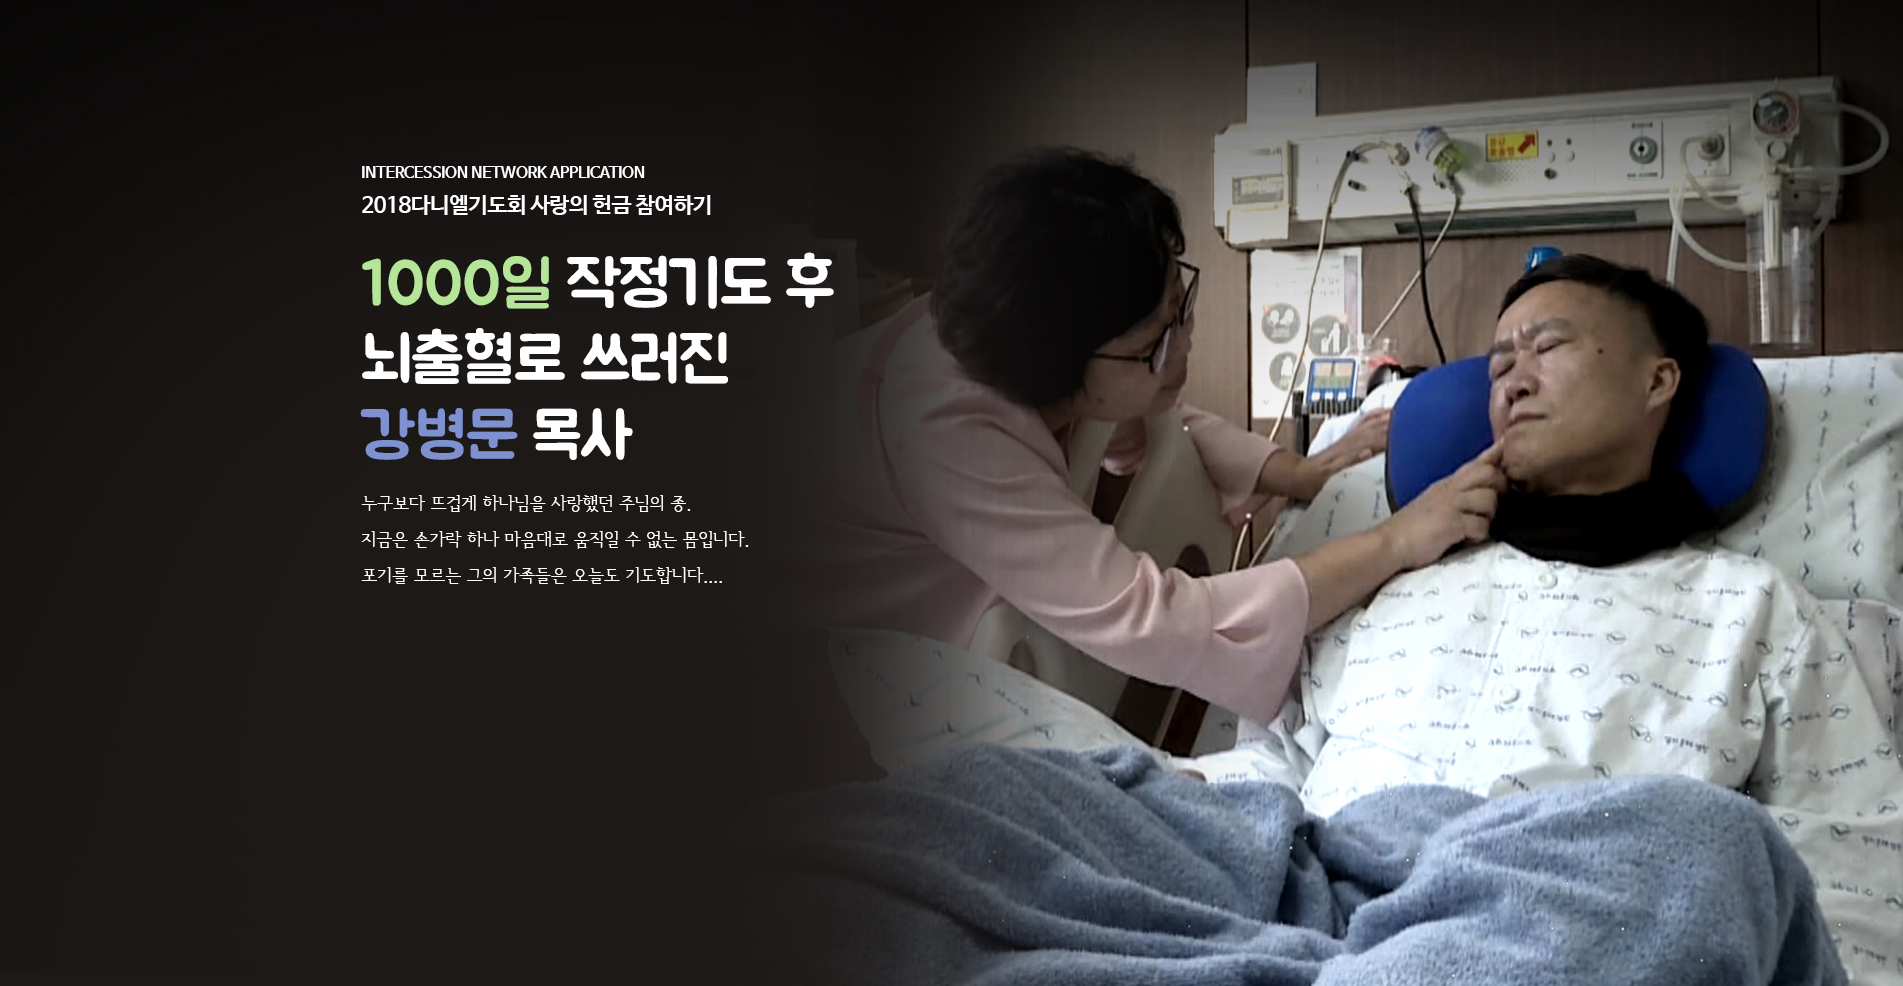 INTERCESSION NETWORK APPLICATION
2018다니엘기도회 사랑의 헌금 참여하기
1000일 작정기도 후
뇌출혈로 쓰러진
강병문 목사
누구보다 뜨겁게 하나님을 사랑했던 주님의 종.
지금은 손가락 하나 마음대로 움직일 수 없는 몸입니다.
포기를 모르는 그의 가족들은 오늘도 기도합니다....